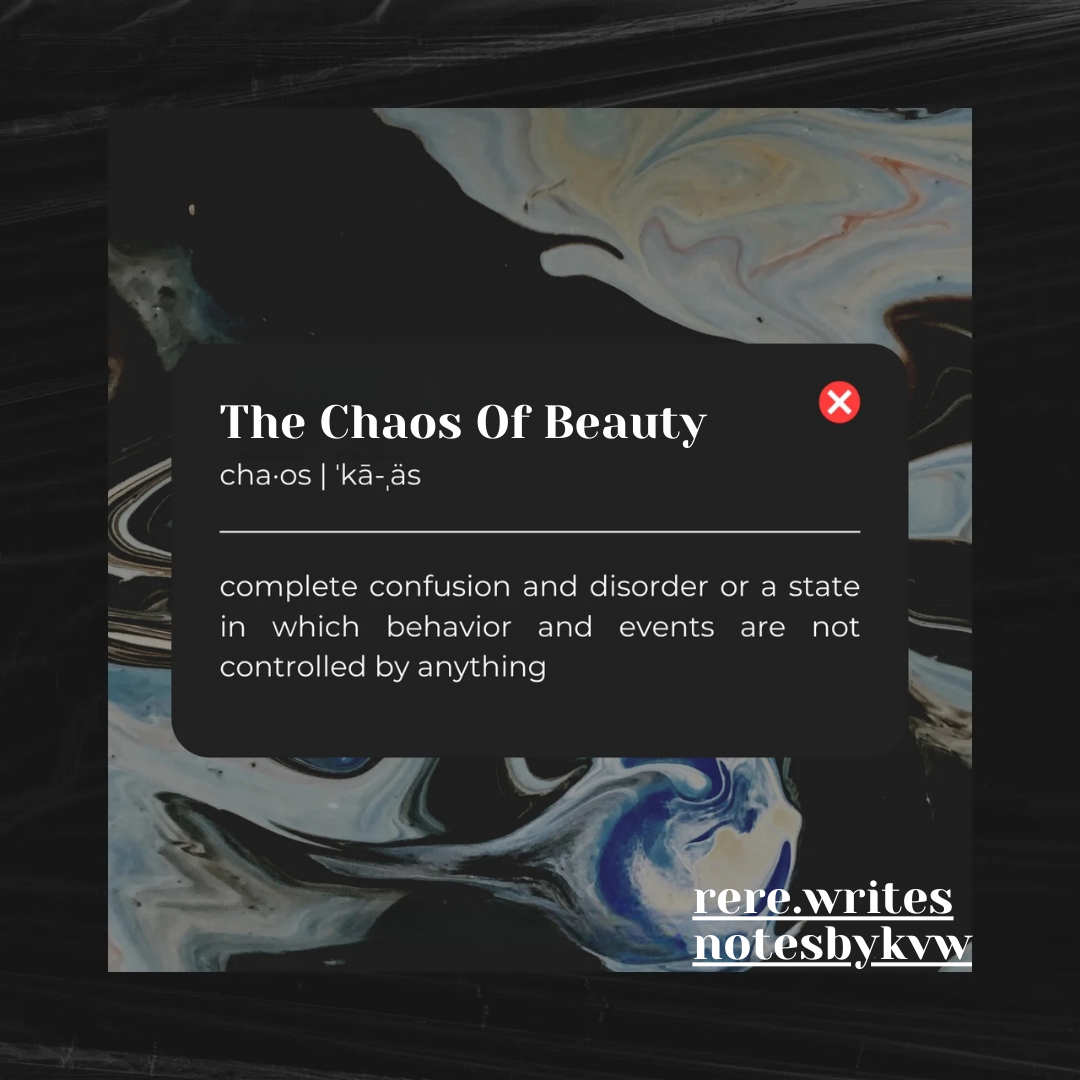 The Chaos Of Beauty
cha·os | ˈkā-ˌäs
complete confusion and disorder or a state
in which behavior and events are not
controlled by anything
rere.writes
notesbykvw